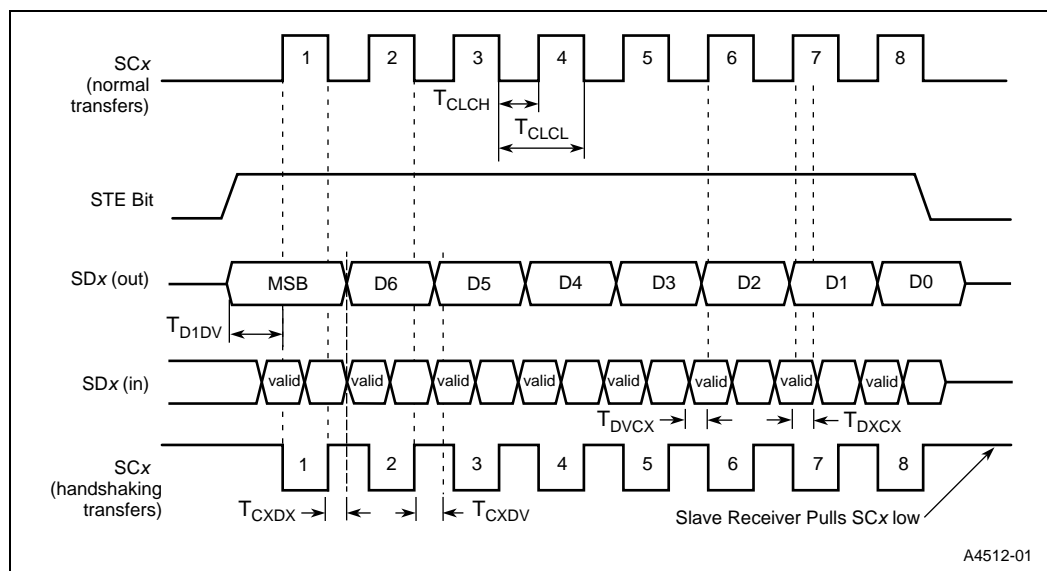 SCx
(normal
transfers)
1 2 3 4 5 6 7 8
TCLCH
TCLCL
STE Bit
SDx (out)
MSB D6 D5 D4 D3 D2 D1 D0
TD1DV
SDx (in)
valid valid valid valid valid valid valid valid
TDVCX
TDXCX
SCx
(handshaking
transfers)
1 2 3 4 5 6 7 8
TCXDX
TCXDV
Slave Receiver Pulls SCx low
A4512-01